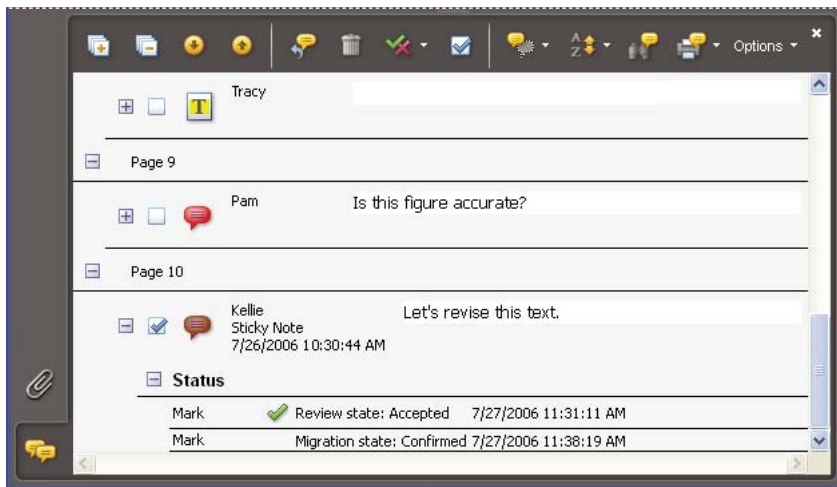 Options
Tracy
T
Page 9
Pam Is this figure accurate?
Page 10
Kellie Let's revise this text.
Sticky Note
7/26/2006 10:30:44 AM
Status
Mark Review state: Accepted 7/27/2006 11:31:11 AM
Mark Migration state: Confirmed 7/27/2006 11:38:19 AM